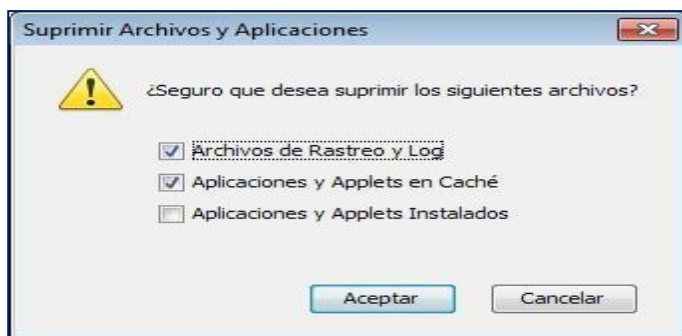 Suprimir Archivos y Aplicaciones
¿Seguro que desea suprimir los siguientes archivos?
Archivos de Rastreo y Log
Aplicaciones y Applets en Caché
Aplicaciones y Applets Instalados
Aceptar
Cancelar